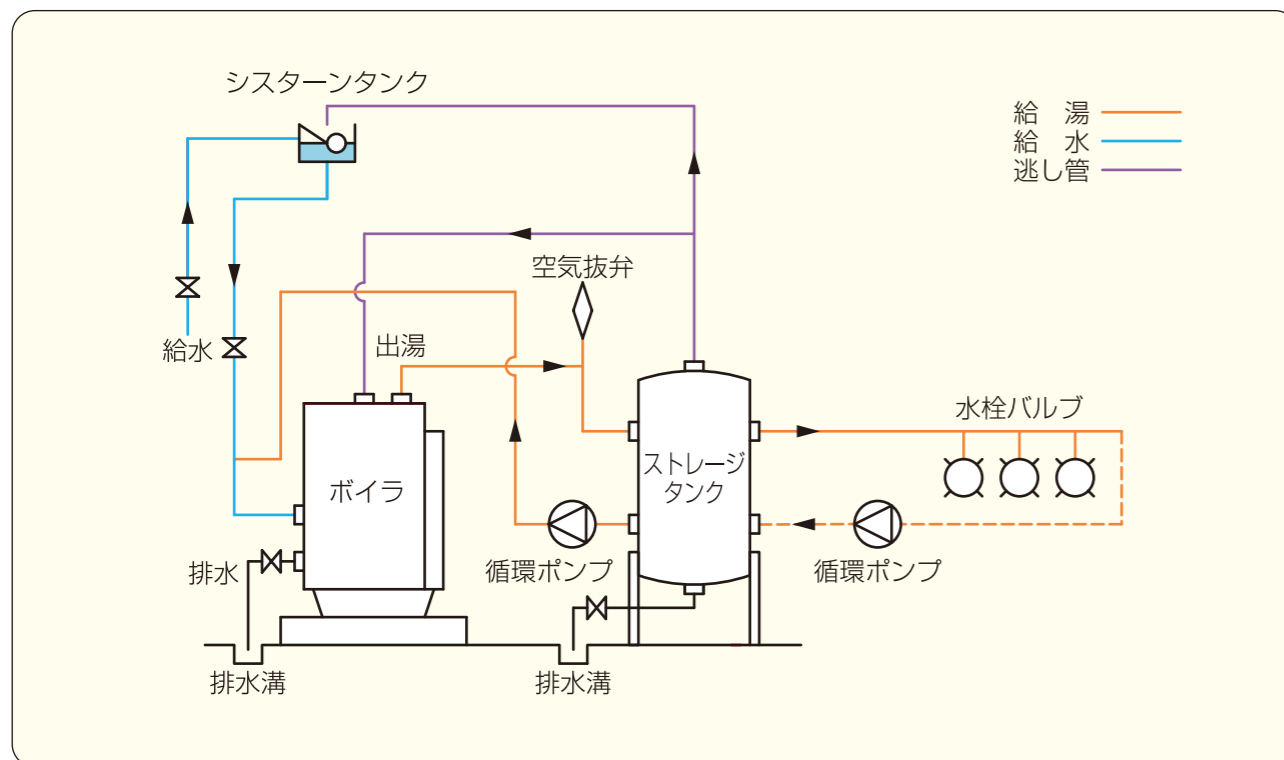 シスターンタンク
給　湯
給　水
逃し管
空気抜弁
給水
出湯
水栓バルブ
ボイラ
ストレージ
タンク
排水
循環ポンプ
循環ポンプ
排水溝
排水溝